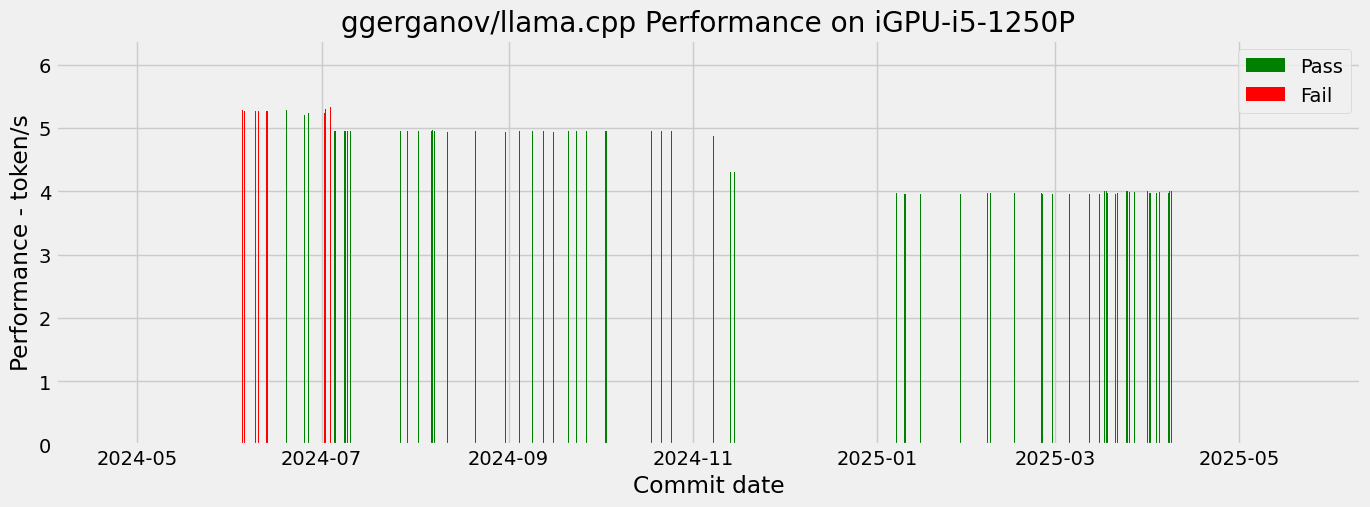 ggerganov/llama.cpp Performance on iGPU-i5-1250P
Pass
Fail
Performance - token/s
6
5
4
3
2
1
0
2024-05
2024-07
2024-09
2024-11
2025-01
2025-03
2025-05
Commit date